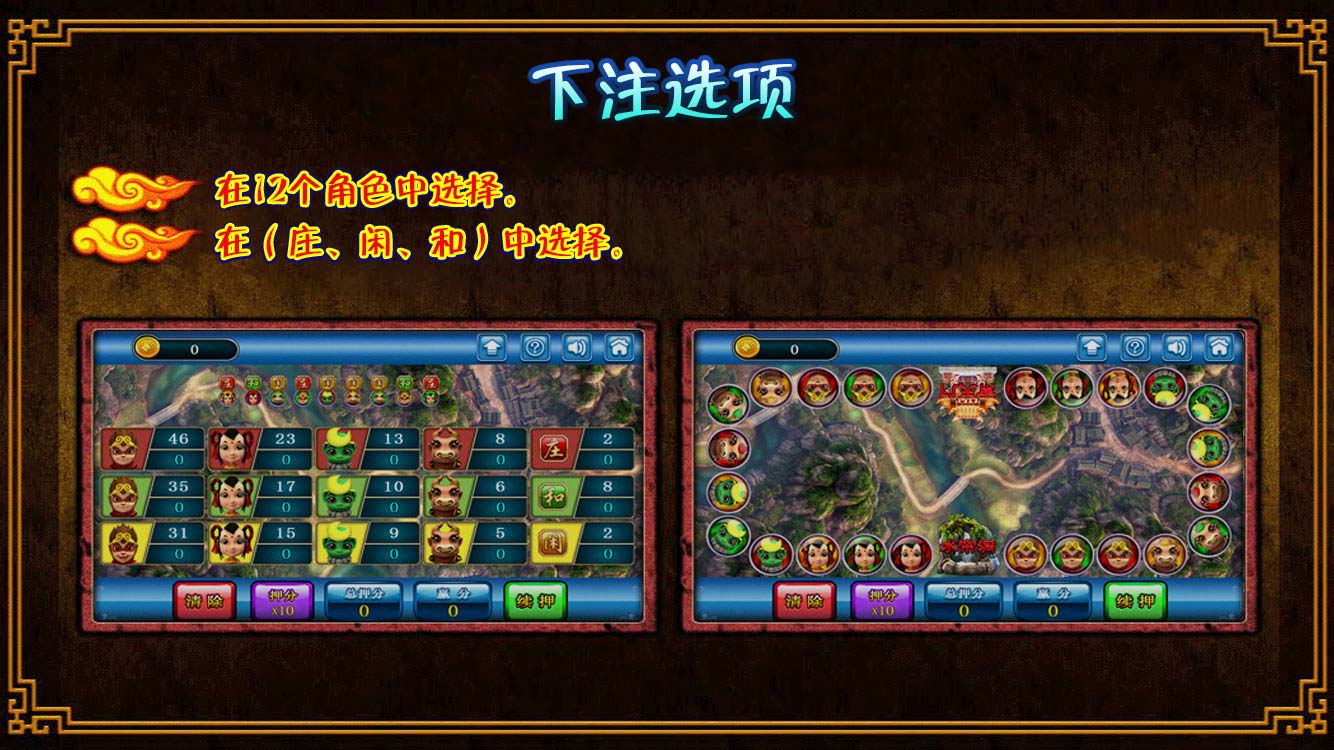 下注选项
在12个角色中选择。
在（庄、闲、和）中选择。
0
46 23 13 8 庄 2
0 0 0 0 0
35 17 10 6 和 8
0 0 0 0 0
31 15 9 5 闲 2
0 0 0 0 0
清除 押分 x10 总押分 0 赢分 0 续押
0
水帘洞
清除 押分 x10 总押分 0 赢分 0 续押